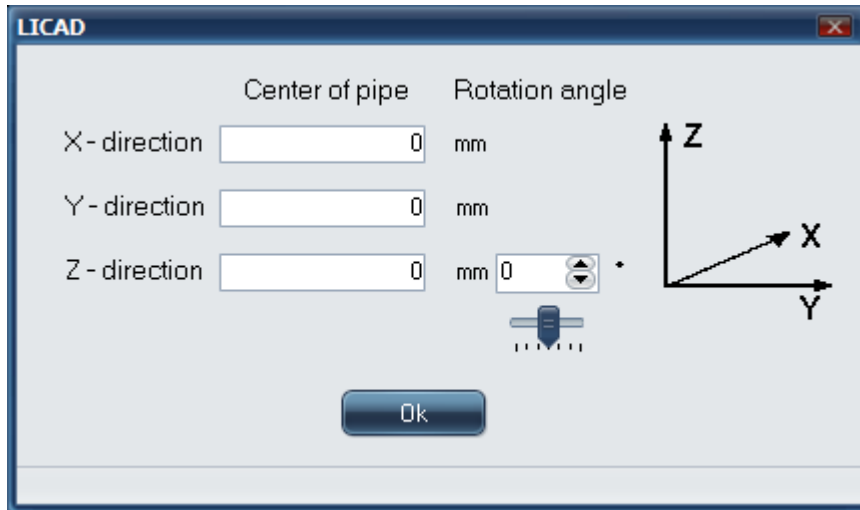 LICAD
Center of pipe Rotation angle
X - direction 0 mm
Y - direction 0 mm
Z - direction 0 mm 0 °
Z
X
Y
Ok